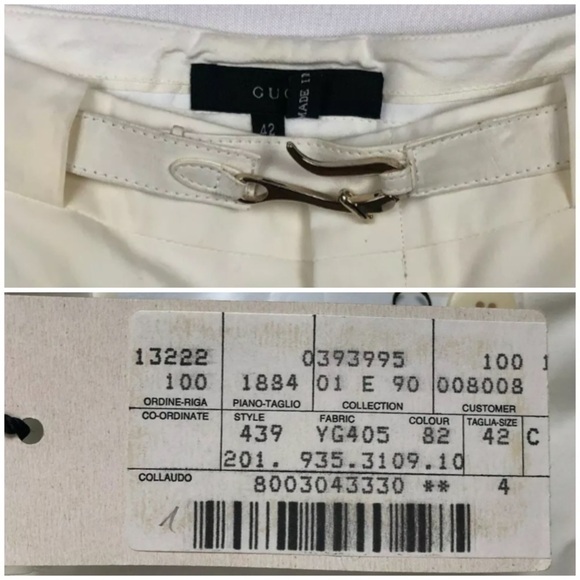 GUC
MADE I
42
13222 0393995 100 1
100 1884 01 E 90 008008
ORDINE-RIGA PIANO-TAGLIO COLLECTION CUSTOMER
CO-ORDINATE STYLE FABRIC COLOUR TAGLIA-SIZE
439 YG405 82 42 C
201. 935.3109.10
COLLAUDO 8003043330 ** 4
1